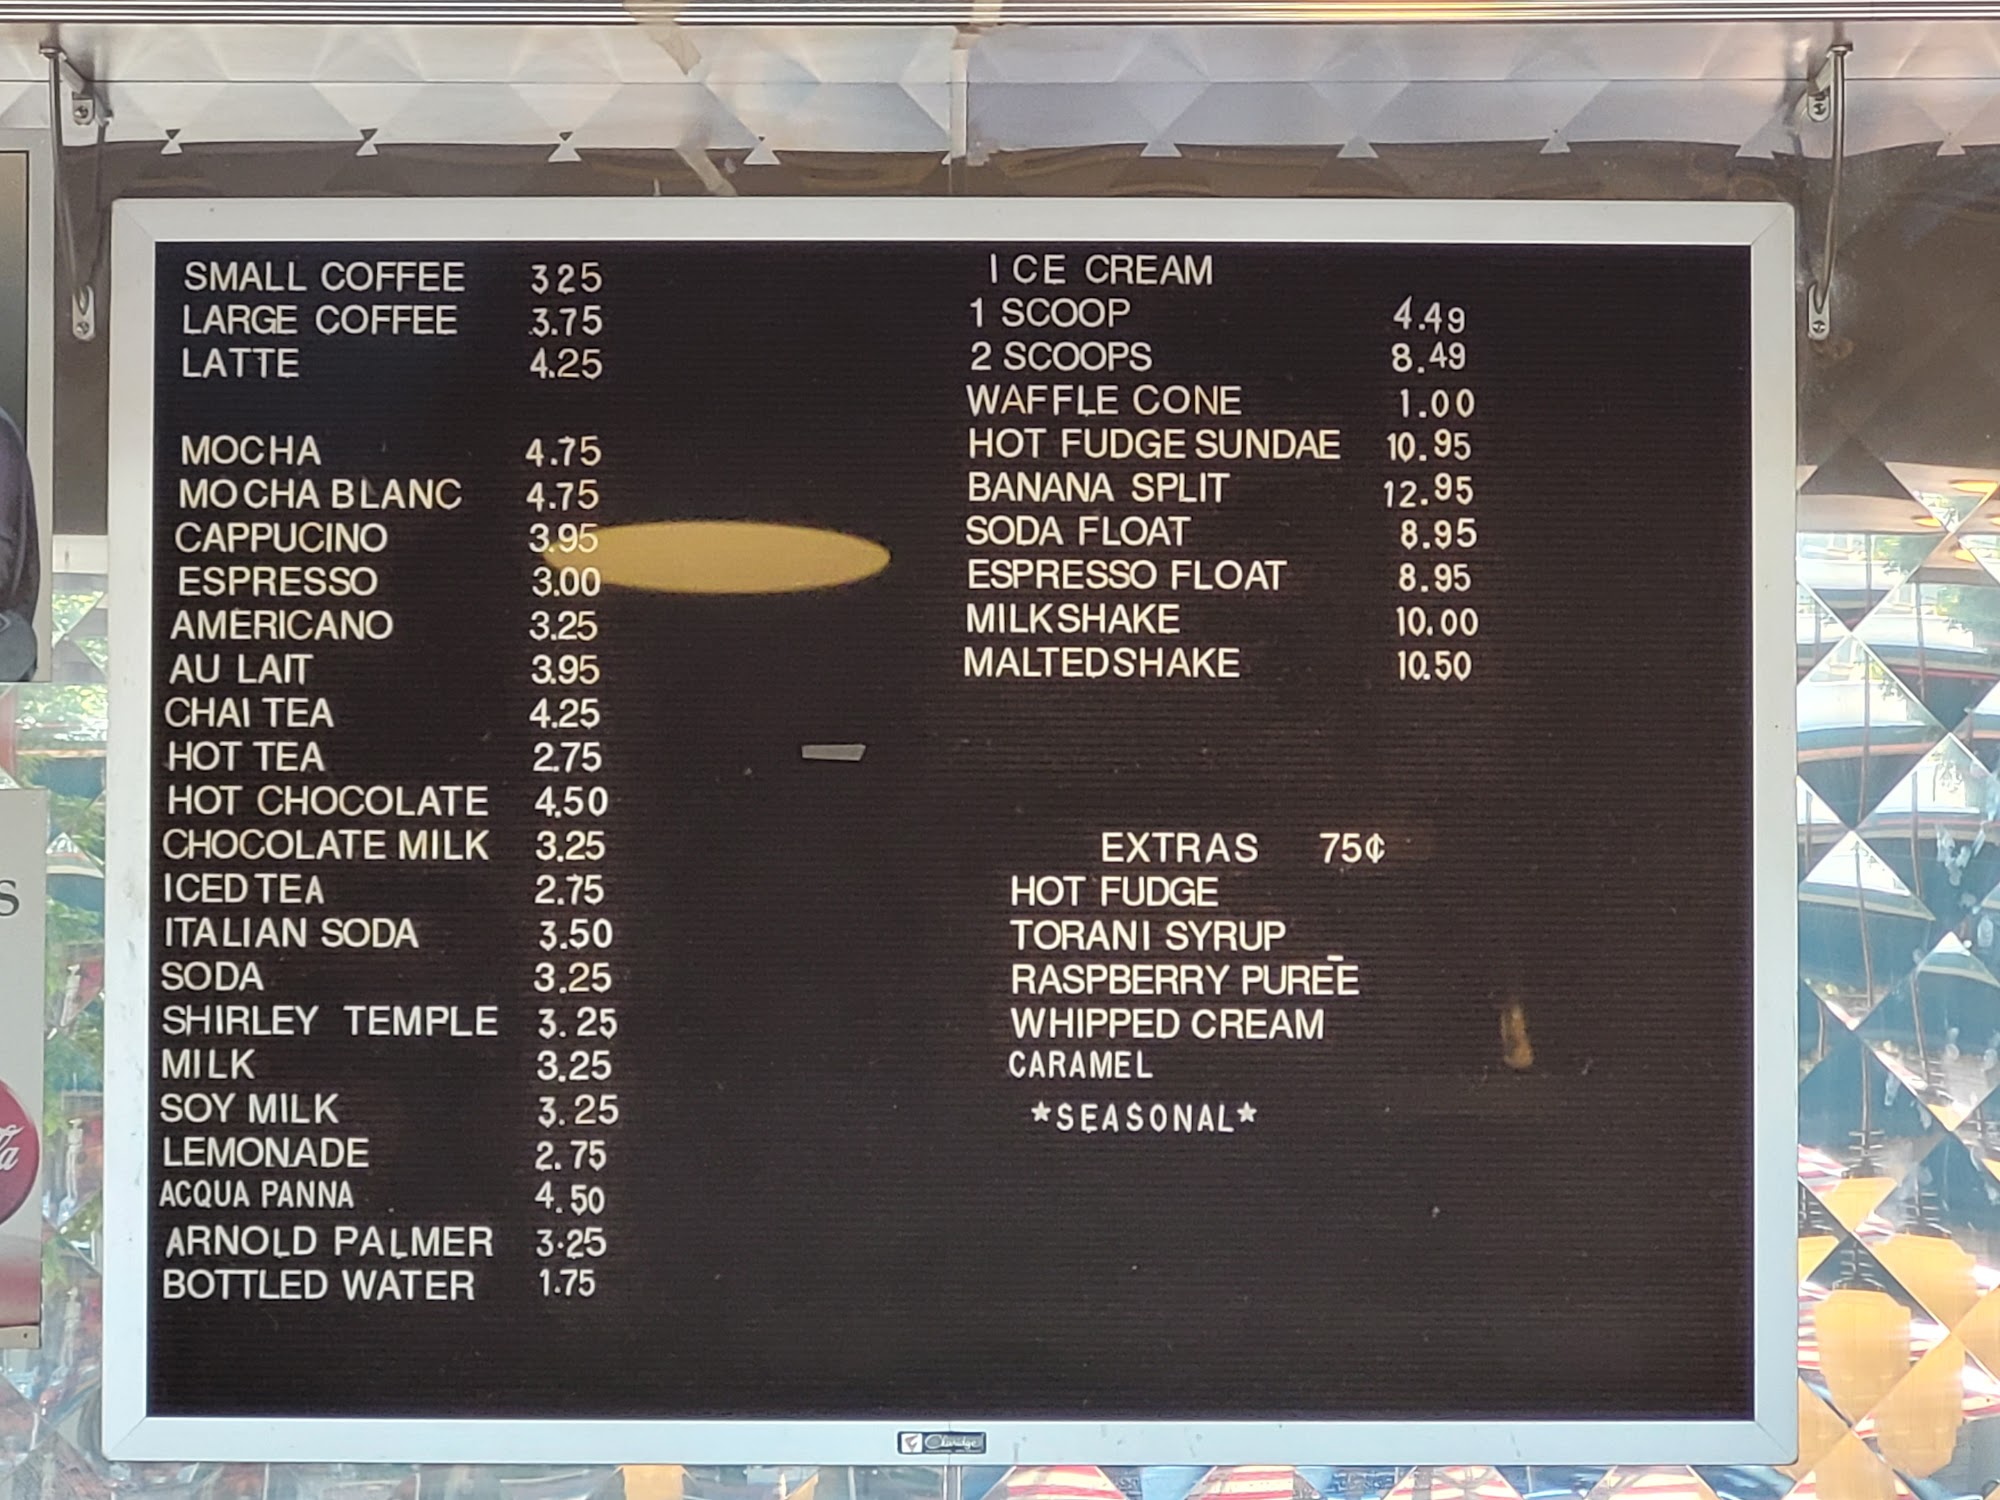 SMALL COFFEE 3 25
LARGE COFFEE 3.75
LATTE 4.25
MOCHA 4.75
MOCHA BLANC 4.75
CAPPUCINO 3.95
ESPRESSO 3.00
AMERICANO 3.25
AU LAIT 3.95
CHAI TEA 4.25
HOT TEA 2.75
HOT CHOCOLATE 4.50
CHOCOLATE MILK 3.25
ICED TEA 2.75
ITALIAN SODA 3.50
SODA 3.25
SHIRLEY TEMPLE 3.25
MILK 3.25
SOY MILK 3.25
LEMONADE 2.75
ACQUA PANNA 4.50
ARNOLD PALMER 3.25
BOTTLED WATER 1.75
ICE CREAM
1 SCOOP 4.49
2 SCOOPS 8.49
WAFFLE CONE 1.00
HOT FUDGE SUNDAE 10.95
BANANA SPLIT 12.95
SODA FLOAT 8.95
ESPRESSO FLOAT 8.95
MILKSHAKE 10.00
MALTED SHAKE 10.50
EXTRAS 75¢
HOT FUDGE
TORANI SYRUP
RASPBERRY PUREE
WHIPPED CREAM
CARAMEL
*SEASONAL*
Claridge